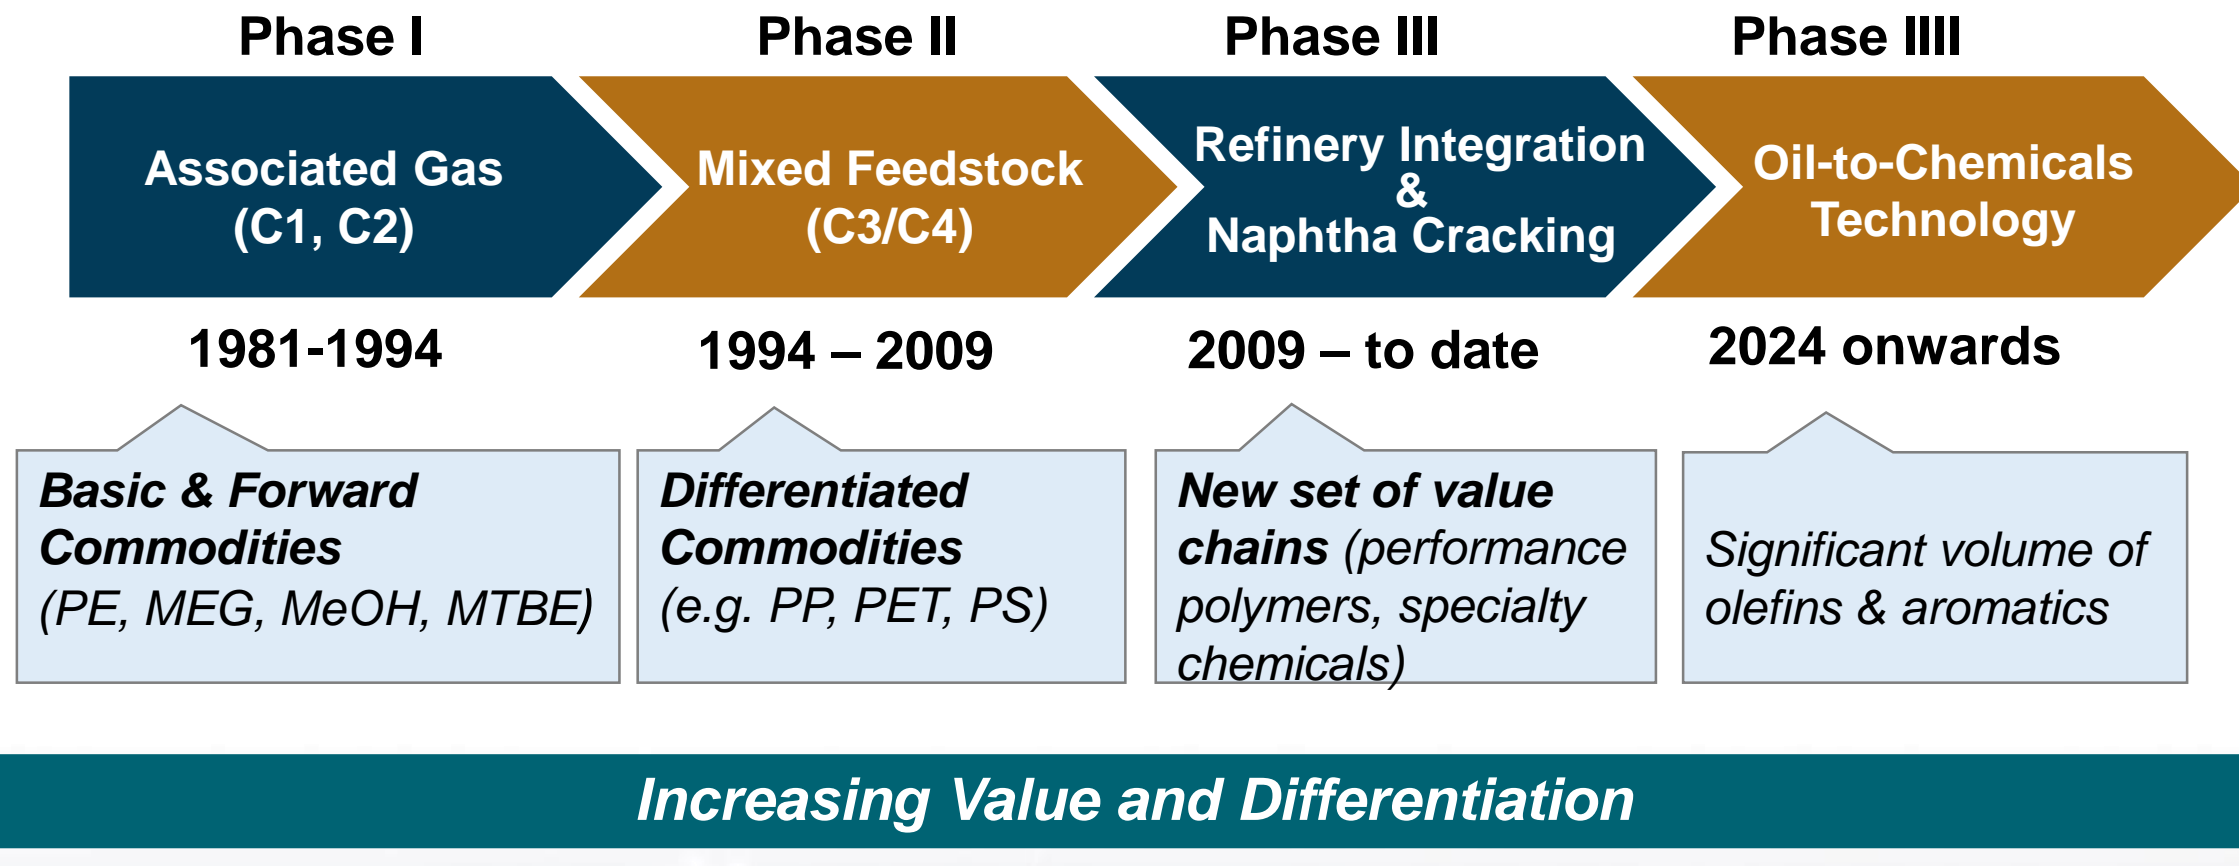 Phase I
Phase II
Phase III
Phase IIII
Associated Gas
(C1, C2)
Mixed Feedstock
(C3/C4)
Refinery Integration
&
Naphtha Cracking
Oil-to-Chemicals
Technology
1981-1994
1994 – 2009
2009 – to date
2024 onwards
Basic & Forward
Commodities
(PE, MEG, MeOH, MTBE)
Differentiated
Commodities
(e.g. PP, PET, PS)
New set of value
chains (performance
polymers, specialty
chemicals)
Significant volume of
olefins & aromatics
Increasing Value and Differentiation